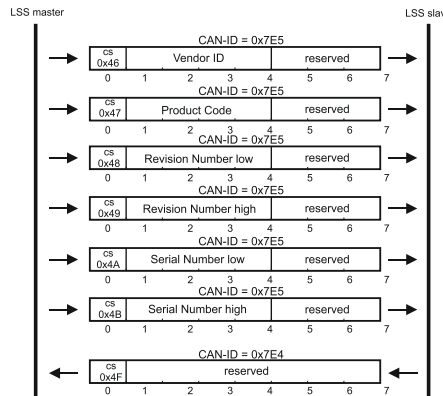 LSS master LSS slav
CAN-ID = 0x7E5
cs
0x46 Vendor ID reserved
0 1 2 3 4 5 6 7
CAN-ID = 0x7E5
cs
0x47 Product Code reserved
0 1 2 3 4 5 6 7
CAN-ID = 0x7E5
cs
0x48 Revision Number low reserved
0 1 2 3 4 5 6 7
CAN-ID = 0x7E5
cs
0x49 Revision Number high reserved
0 1 2 3 4 5 6 7
CAN-ID = 0x7E5
cs
0x4A Serial Number low reserved
0 1 2 3 4 5 6 7
CAN-ID = 0x7E5
cs
0x4B Serial Number high reserved
0 1 2 3 4 5 6 7
CAN-ID = 0x7E4
cs
0x4F reserved
0 1 2 3 4 5 6 7